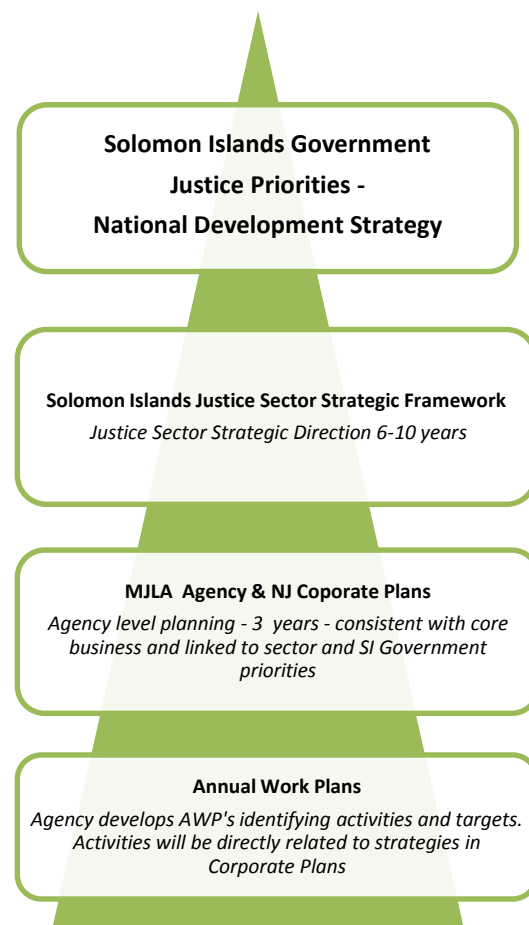 Solomon Islands Government
Justice Priorities -
National Development Strategy
Solomon Islands Justice Sector Strategic Framework
Justice Sector Strategic Direction 6-10 years
MJLA  Agency & NJ Coporate Plans
Agency level planning - 3  years - consistent with core
business and linked to sector and SI Government
priorities
Annual Work Plans
Agency develops AWP's identifying activities and targets.
Activities will be directly related to strategies in
Corporate Plans